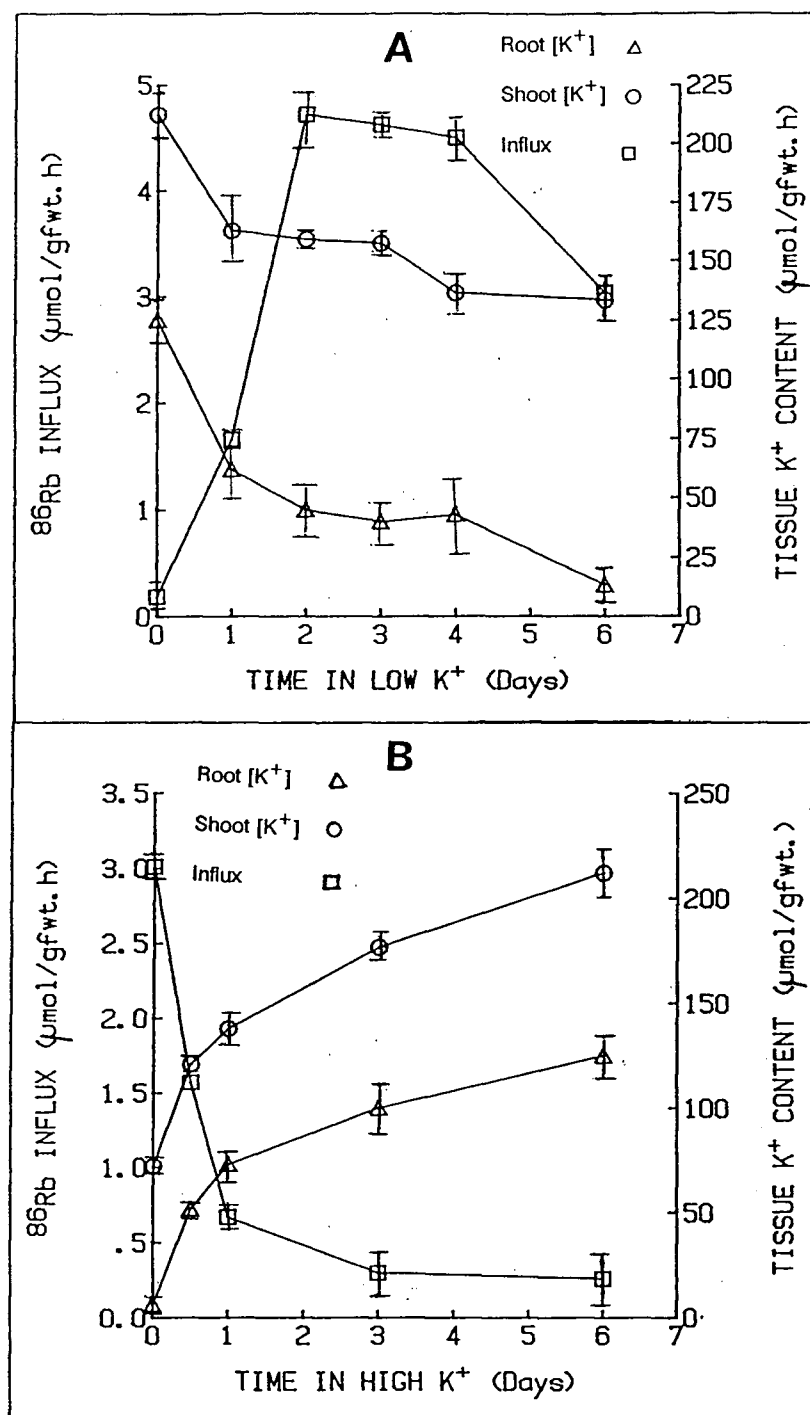 A
Root [K⁺]
Shoot [K⁺]
Influx
5
4
3
2
1
0
⁸⁶Rb INFLUX (μmol/gfwt.h)
225
200
175
150
125
100
75
50
25
0
TISSUE K⁺ CONTENT (μmol/gfwt.h)
0 1 2 3 4 5 6 7
TIME IN LOW K⁺ (Days)
B
Root [K⁺]
Shoot [K⁺]
Influx
3.5
3.0
2.5
2.0
1.5
1.0
.5
0.0
⁸⁶Rb INFLUX (μmol/gfwt.h)
250
200
150
100
50
0.
TISSUE K⁺ CONTENT (μmol/gfwt.)
0 1 2 3 4 5 6 7
TIME IN HIGH K⁺ (Days)